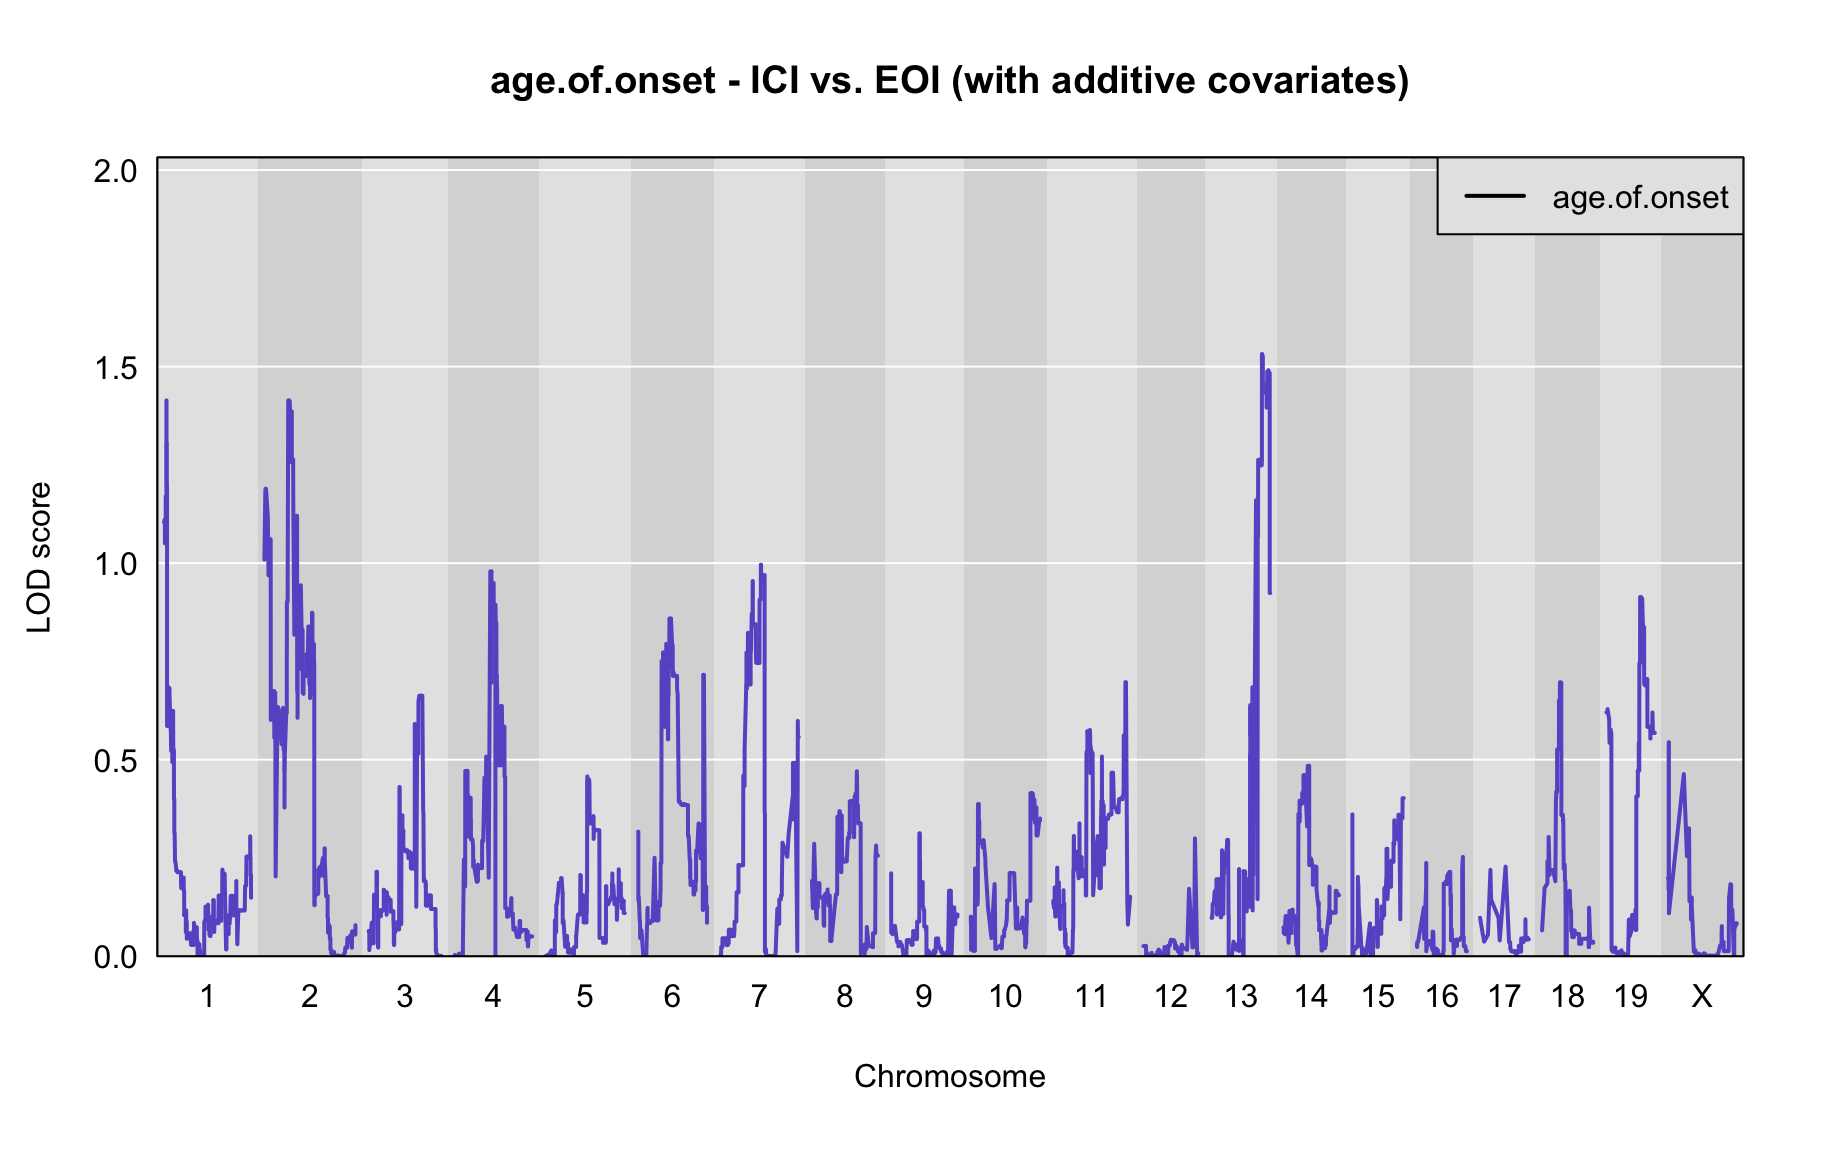 age.of.onset - ICI vs. EOI (with additive covariates)
age.of.onset
LOD score
2.0
1.5
1.0
0.5
0.0
1 2 3 4 5 6 7 8 9 10 11 12 13 14 15 16 17 18 19 X
Chromosome